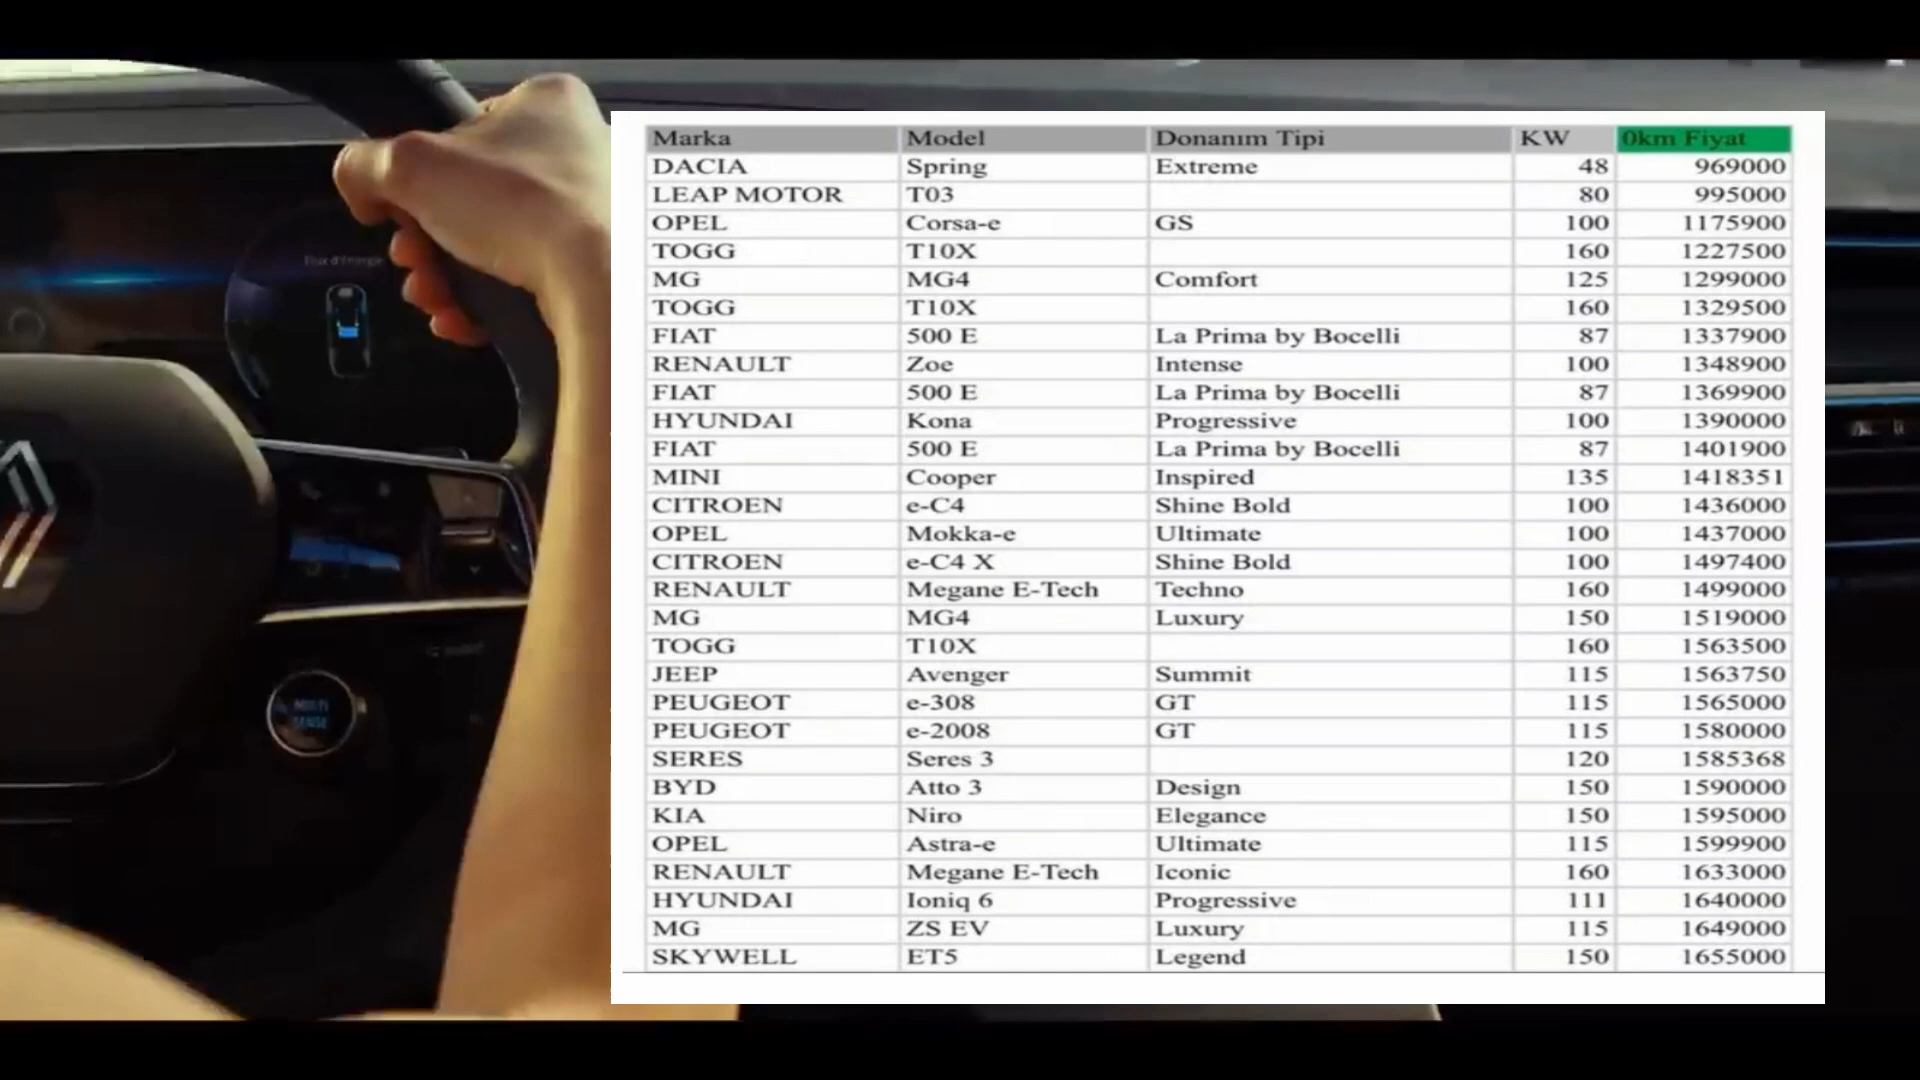 Marka Model Donanım Tipi KW 0km Fiyat
DACIA Spring Extreme 48 969000
LEAP MOTOR T03 80 995000
OPEL Corsa-e GS 100 1175900
TOGG T10X 160 1227500
MG MG4 Comfort 125 1299000
TOGG T10X 160 1329500
FIAT 500 E La Prima by Bocelli 87 1337900
RENAULT Zoe Intense 100 1348900
FIAT 500 E La Prima by Bocelli 87 1369900
HYUNDAI Kona Progressive 100 1390000
FIAT 500 E La Prima by Bocelli 87 1401900
MINI Cooper Inspired 135 1418351
CITROEN e-C4 Shine Bold 100 1436000
OPEL Mokka-e Ultimate 100 1437000
CITROEN e-C4 X Shine Bold 100 1497400
RENAULT Megane E-Tech Techno 160 1499000
MG MG4 Luxury 150 1519000
TOGG T10X 160 1563500
JEEP Avenger Summit 115 1563750
PEUGEOT e-308 GT 115 1565000
PEUGEOT e-2008 GT 115 1580000
SERES Seres 3 120 1585368
BYD Atto 3 Design 150 1590000
KIA Niro Elegance 150 1595000
OPEL Astra-e Ultimate 115 1599900
RENAULT Megane E-Tech Iconic 160 1633000
HYUNDAI Ioniq 6 Progressive 111 1640000
MG ZS EV Luxury 115 1649000
SKYWELL ET5 Legend 150 1655000
Flux d'Énergie
MULTI
SENSE